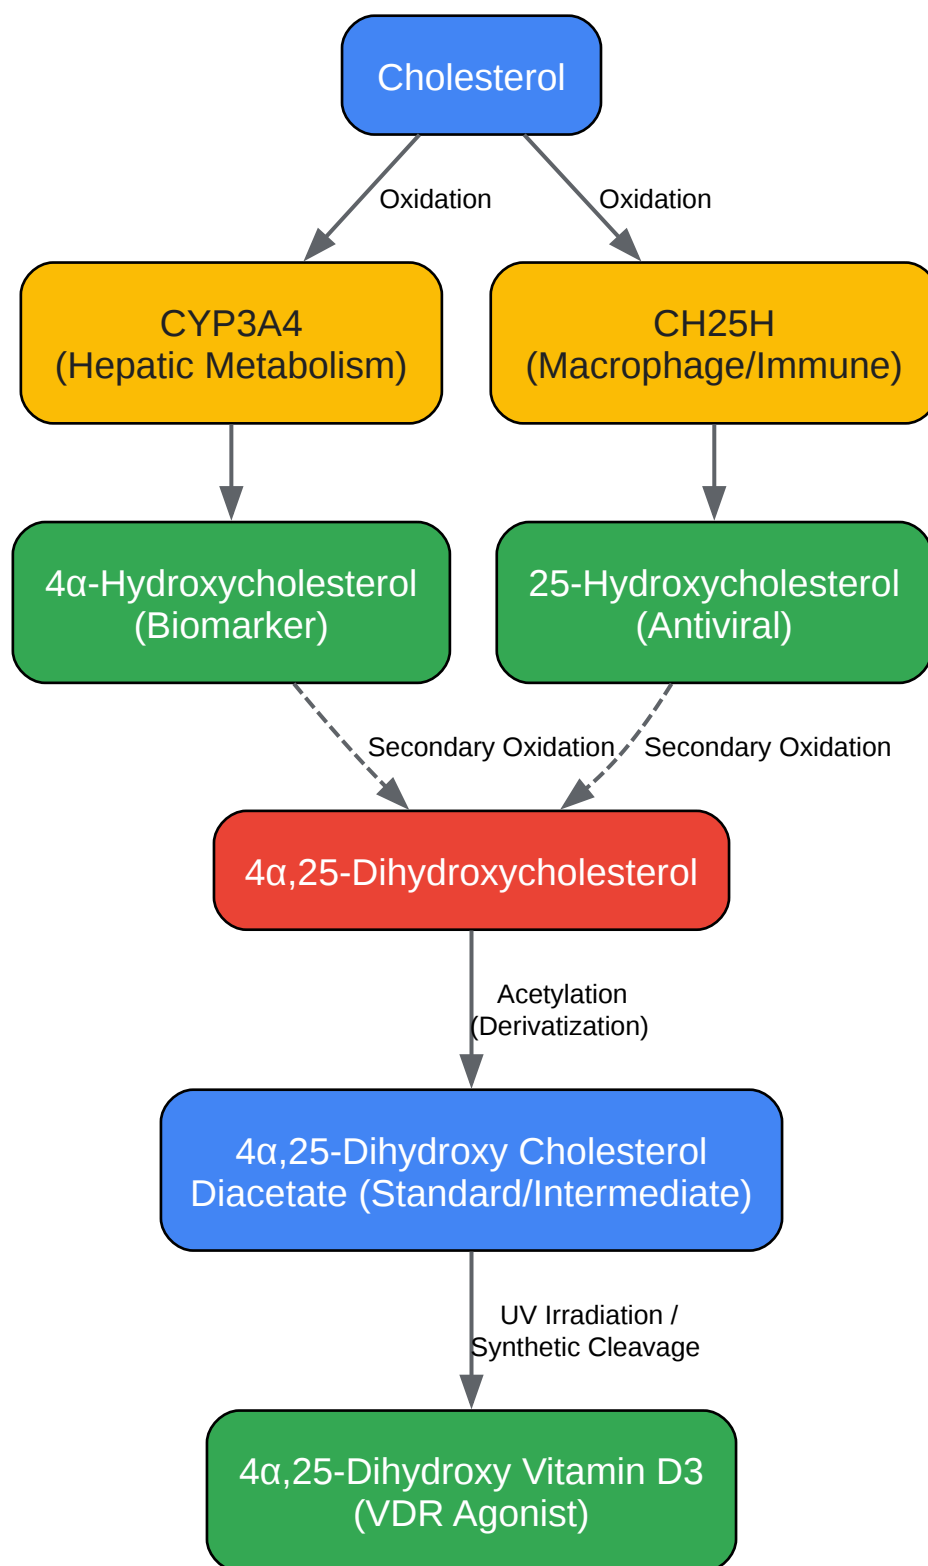 Cholesterol
Oxidation
Oxidation
CYP3A4
(Hepatic Metabolism)
CH25H
(Macrophage/Immune)
4α-Hydroxycholesterol
(Biomarker)
25-Hydroxycholesterol
(Antiviral)
Secondary Oxidation
Secondary Oxidation
4α,25-Dihydroxycholesterol
Acetylation
(Derivatization)
4α,25-Dihydroxy Cholesterol
Diacetate (Standard/Intermediate)
UV Irradiation /
Synthetic Cleavage
4α,25-Dihydroxy Vitamin D3
(VDR Agonist)